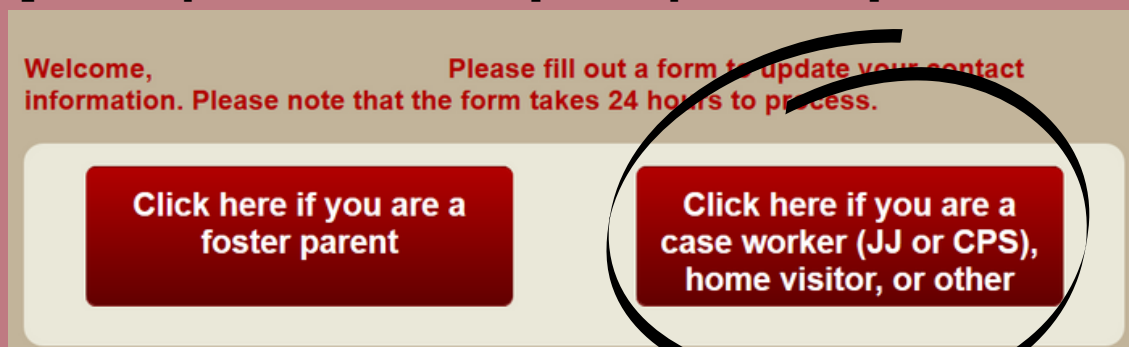 Welcome, Please fill out a form to update your contact
information. Please note that the form takes 24 hours to process.
Click here if you are a
foster parent
Click here if you are a
case worker (JJ or CPS),
home visitor, or other